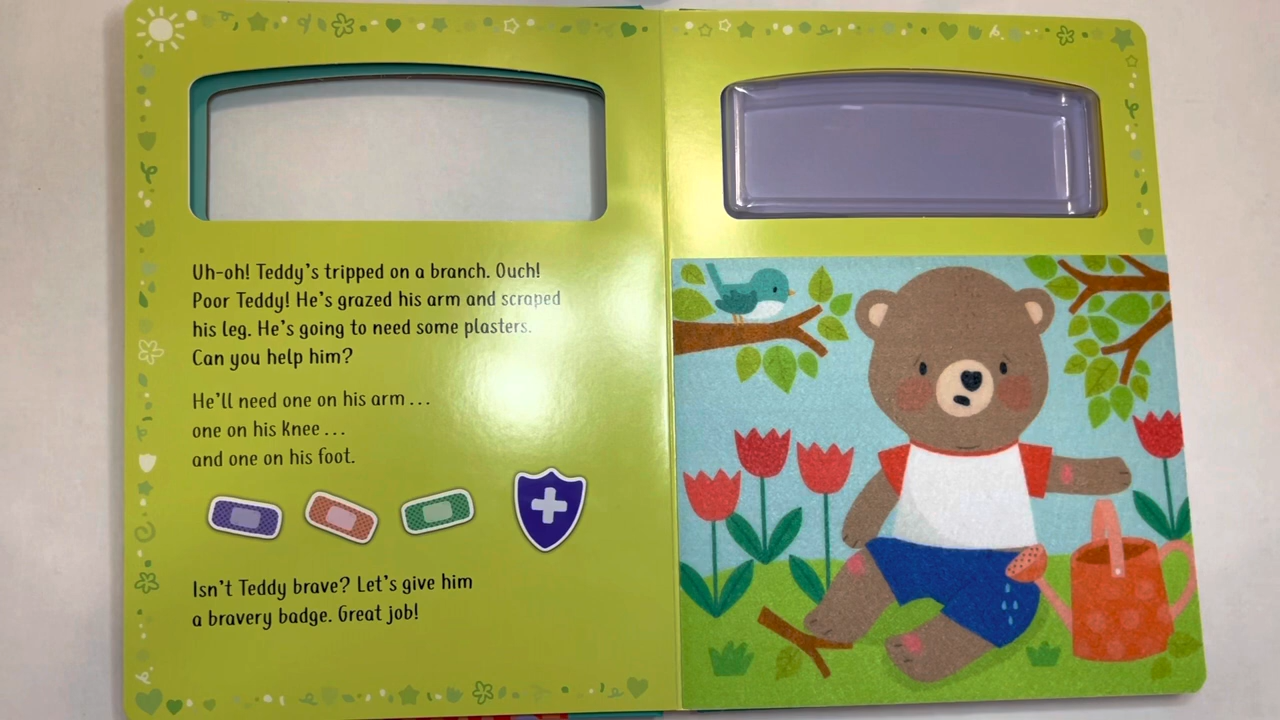 Uh-oh! Teddy's tripped on a branch. Ouch!
Poor Teddy! He's grazed his arm and scraped
his leg. He's going to need some plasters.
Can you help him?
He'll need one on his arm...
one on his knee...
and one on his foot.
Isn't Teddy brave? Let's give him
a bravery badge. Great job!